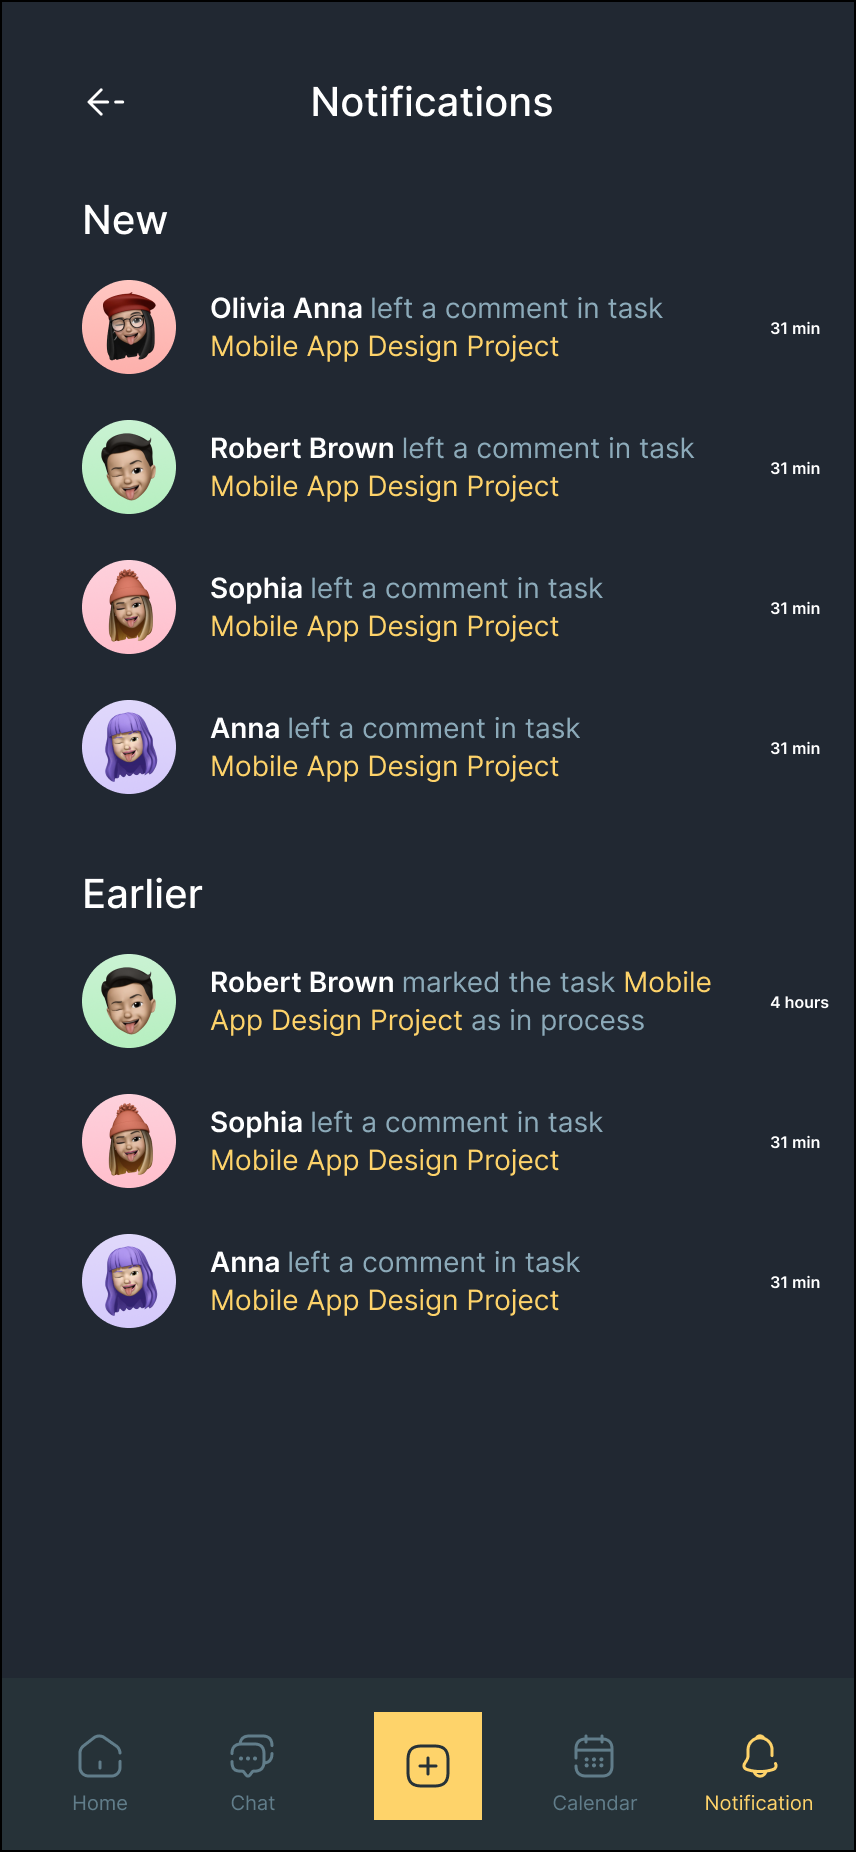 Notifications
New
Olivia Anna left a comment in task
Mobile App Design Project
31 min
Robert Brown left a comment in task
Mobile App Design Project
31 min
Sophia left a comment in task
Mobile App Design Project
31 min
Anna left a comment in task
Mobile App Design Project
31 min
Earlier
Robert Brown marked the task Mobile
App Design Project as in process
4 hours
Sophia left a comment in task
Mobile App Design Project
31 min
Anna left a comment in task
Mobile App Design Project
31 min
Home
Chat
Calendar
Notification